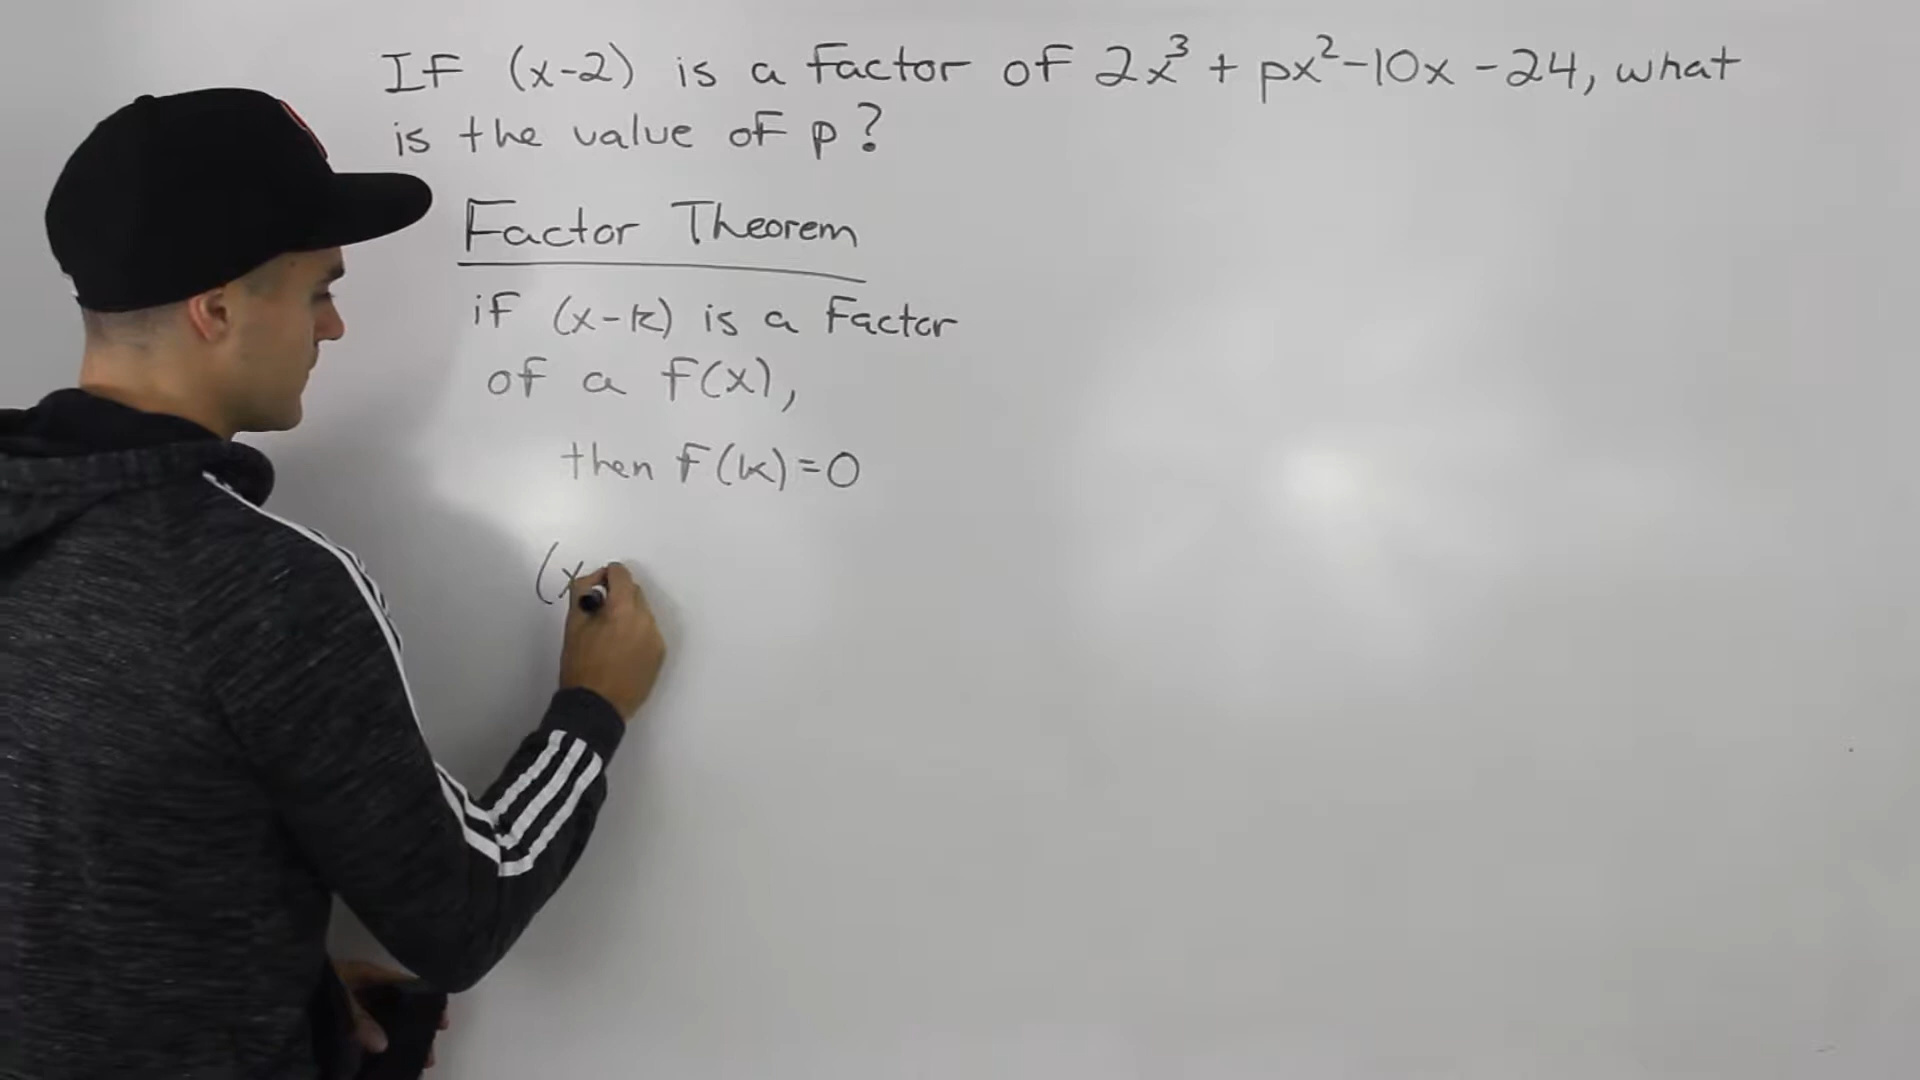 If (x-2) is a factor of 2x³ + px² -10x -24, what
is the value of p?
Factor Theorem
if (x-k) is a factor
of a f(x),
then f(k)=0
(x